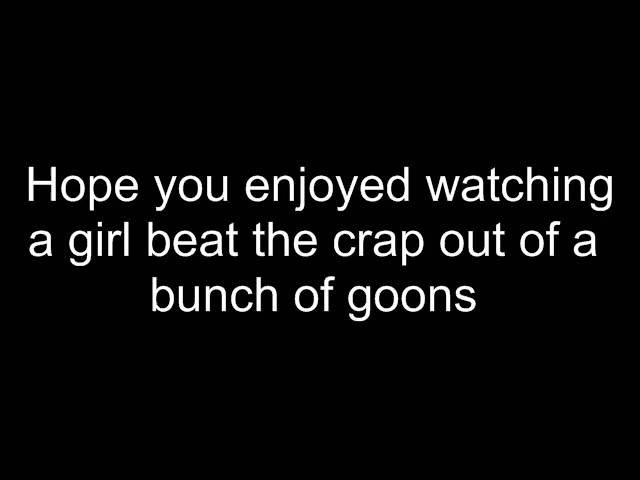 Hope you enjoyed watching
a girl beat the crap out of a
bunch of goons